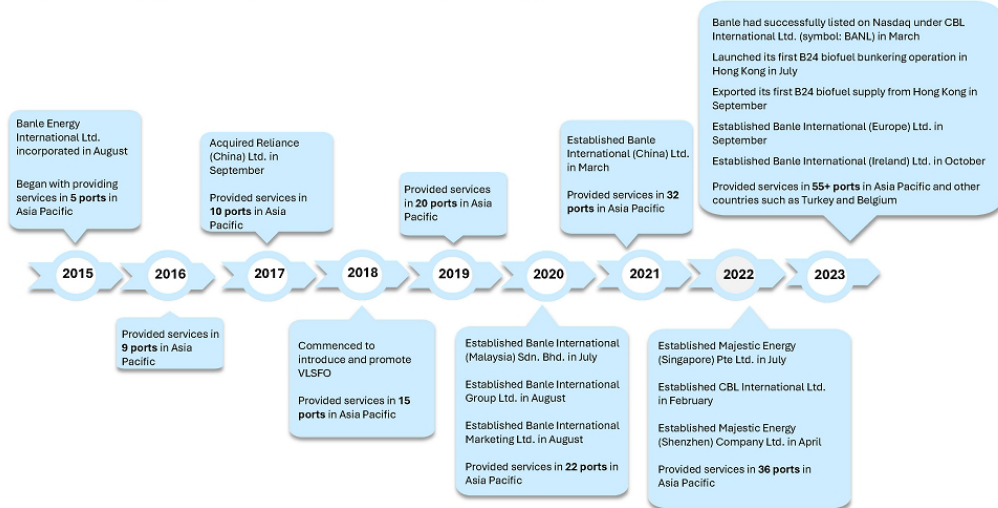 Banle Energy
International Ltd.
incorporated in August
Began with providing
services in 5 ports in
Asia Pacific
Acquired Reliance
(China) Ltd. in
September
Provided services in
10 ports in Asia
Pacific
Provided services
in 20 ports in Asia
Pacific
Established Banle
International (China) Ltd.
in March
Provided services in 32
ports in Asia Pacific
Banle had successfully listed on Nasdaq under CBL
International Ltd. (symbol: BANL) in March
Launched its first B24 biofuel bunkering operation in
Hong Kong in July
Exported its first B24 biofuel supply from Hong Kong in
September
Established Banle International (Europe) Ltd. in
September
Established Banle International (Ireland) Ltd. in October
Provided services in 55+ ports in Asia Pacific and other
countries such as Turkey and Belgium
2015
2016
2017
2018
2019
2020
2021
2022
2023
Provided services in
9 ports in Asia
Pacific
Commenced to
introduce and promote
VLSFO
Provided services in 15
ports in Asia Pacific
Established Banle International
(Malaysia) Sdn. Bhd. in July
Established Banle International
Group Ltd. in August
Established Banle International
Marketing Ltd. in August
Provided services in 22 ports in
Asia Pacific
Established Majestic Energy
(Singapore) Pte Ltd. in July
Established CBL International Ltd.
in February
Established Majestic Energy
(Shenzhen) Company Ltd. in April
Provided services in 36 ports in
Asia Pacific